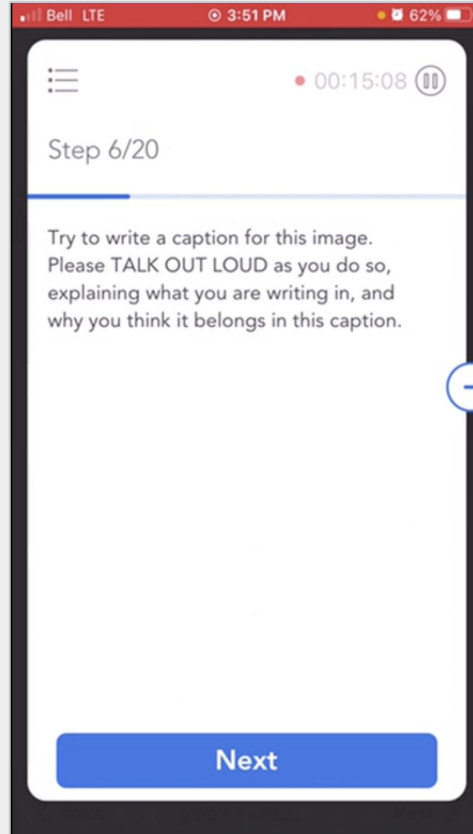 Bell LTE 3:51 PM 62%
00:15:08
Step 6/20
Try to write a caption for this image.
Please TALK OUT LOUD as you do so,
explaining what you are writing in, and
why you think it belongs in this caption.
Next